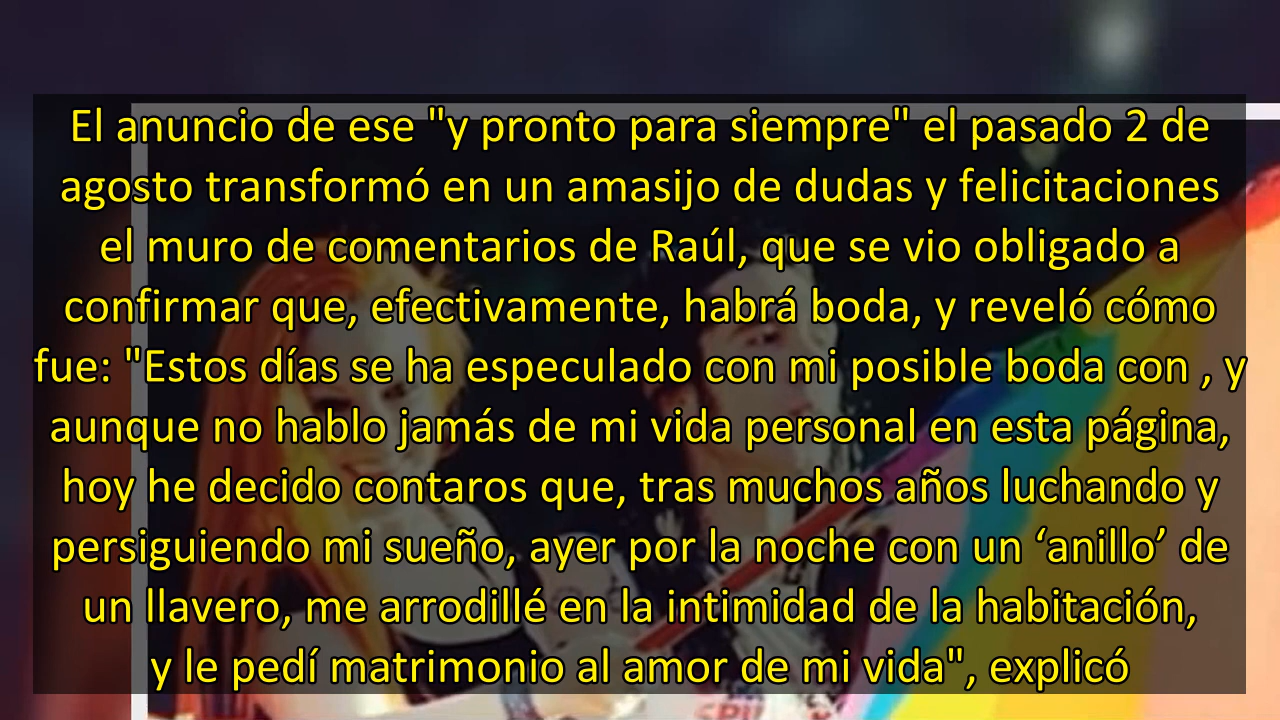 El anuncio de ese "y pronto para siempre" el pasado 2 de
agosto transformó en un amasijo de dudas y felicitaciones
el muro de comentarios de Raúl, que se vio obligado a
confirmar que, efectivamente, habrá boda, y reveló cómo
fue: "Estos días se ha especulado con mi posible boda con , y
aunque no hablo jamás de mi vida personal en esta página,
hoy he decido contaros que, tras muchos años luchando y
persiguiendo mi sueño, ayer por la noche con un ‘anillo’ de
un llavero, me arrodillé en la intimidad de la habitación,
y le pedí matrimonio al amor de mi vida", explicó